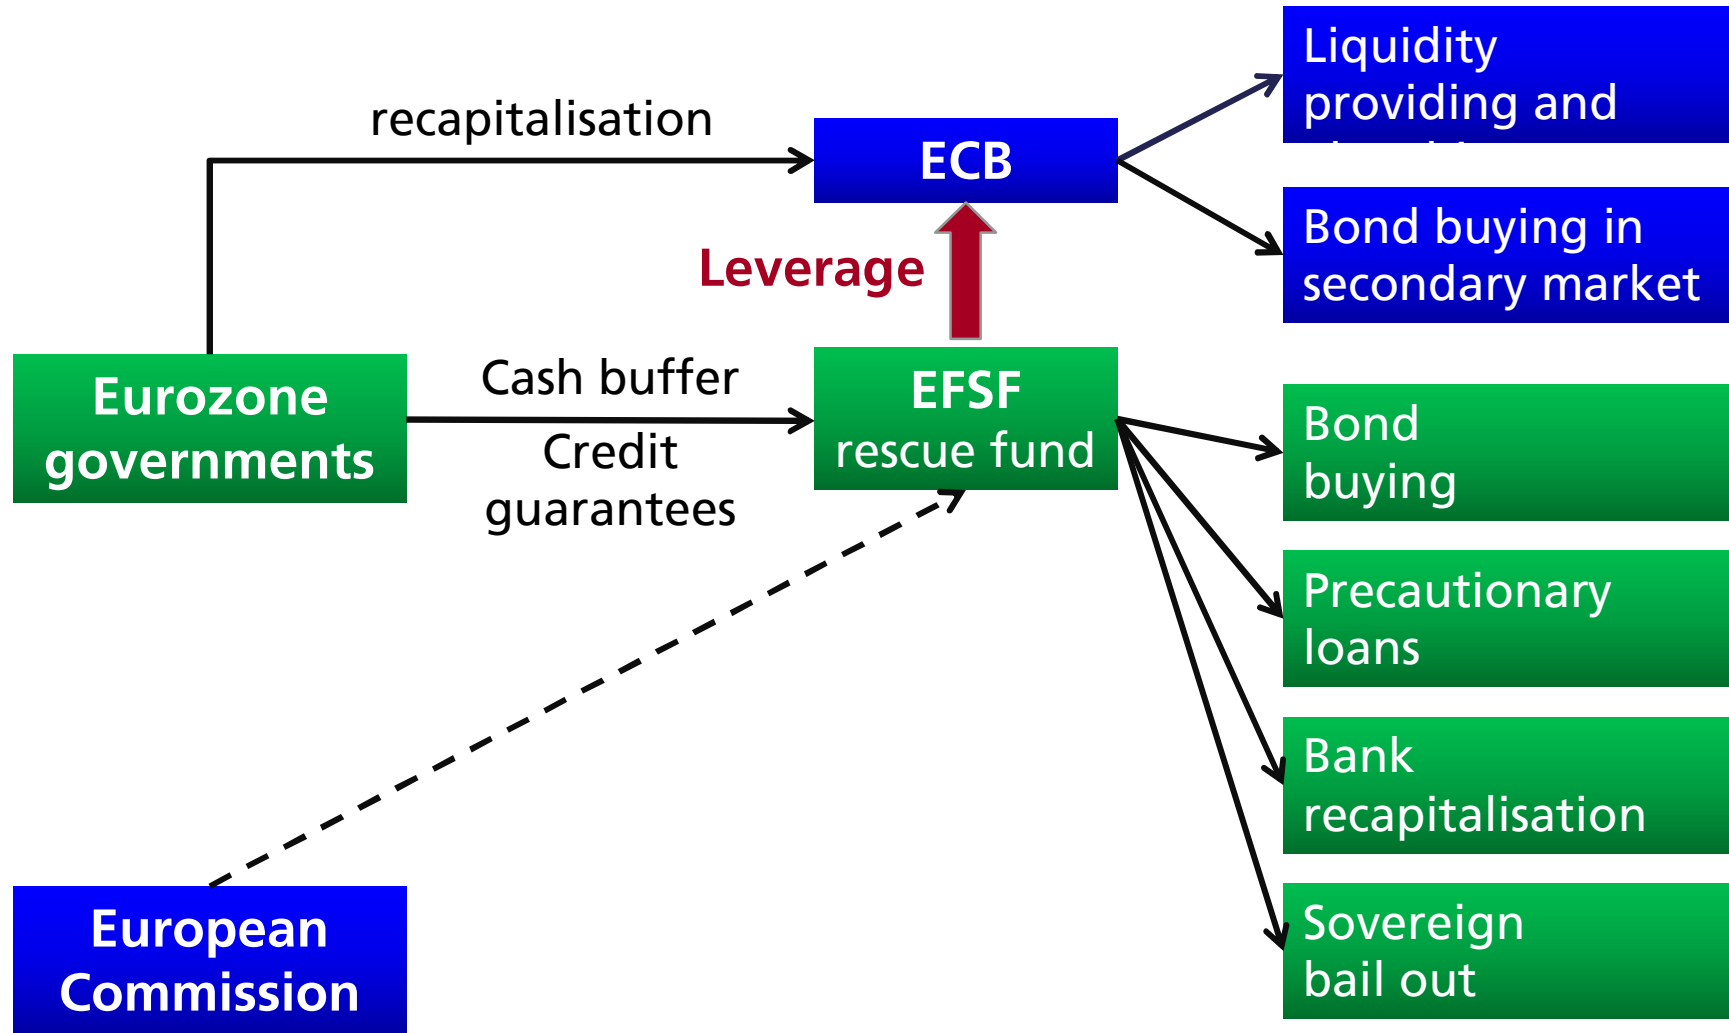 Liquidity
providing and
recapitalisation
ECB
Bond buying in
secondary market
Leverage
Eurozone
governments
Cash buffer
Credit
guarantees
EFSF
rescue fund
Bond
buying
Precautionary
loans
Bank
recapitalisation
Sovereign
bail out
European
Commission